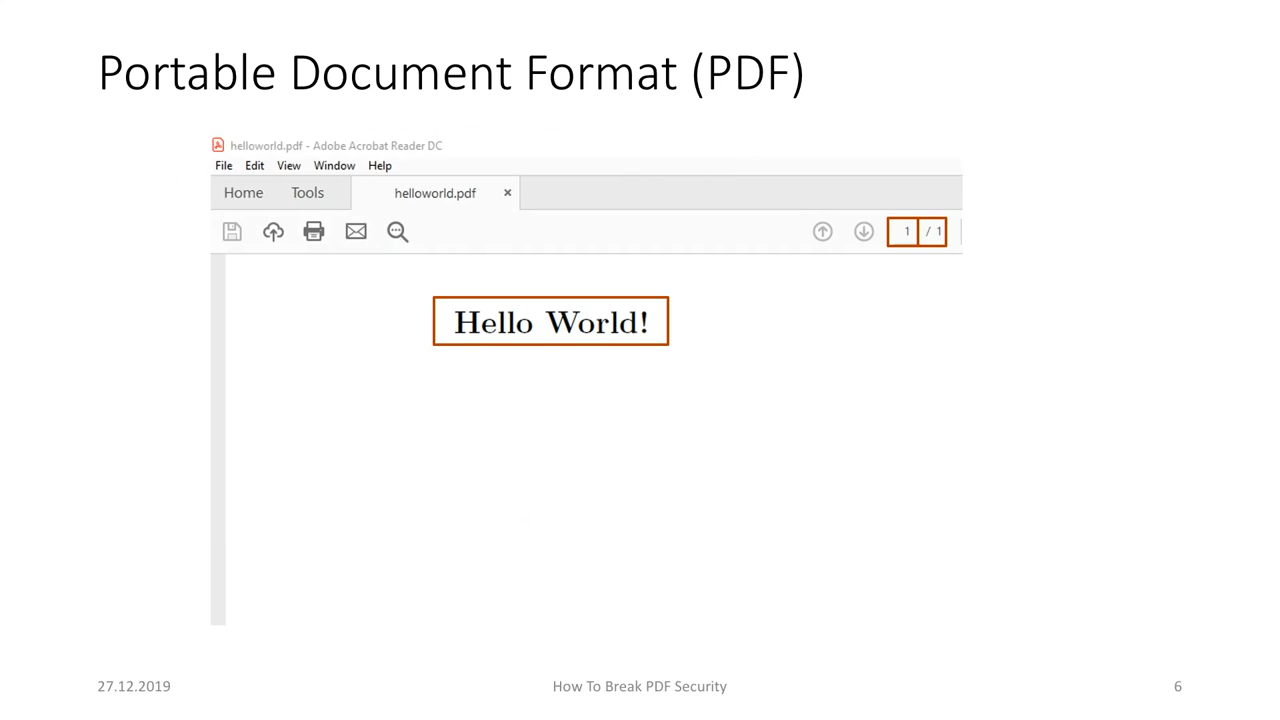 Portable Document Format (PDF)
helloworld.pdf - Adobe Acrobat Reader DC
File Edit View Window Help
Home Tools helloworld.pdf ×
1 / 1
Hello World!
27.12.2019 How To Break PDF Security 6